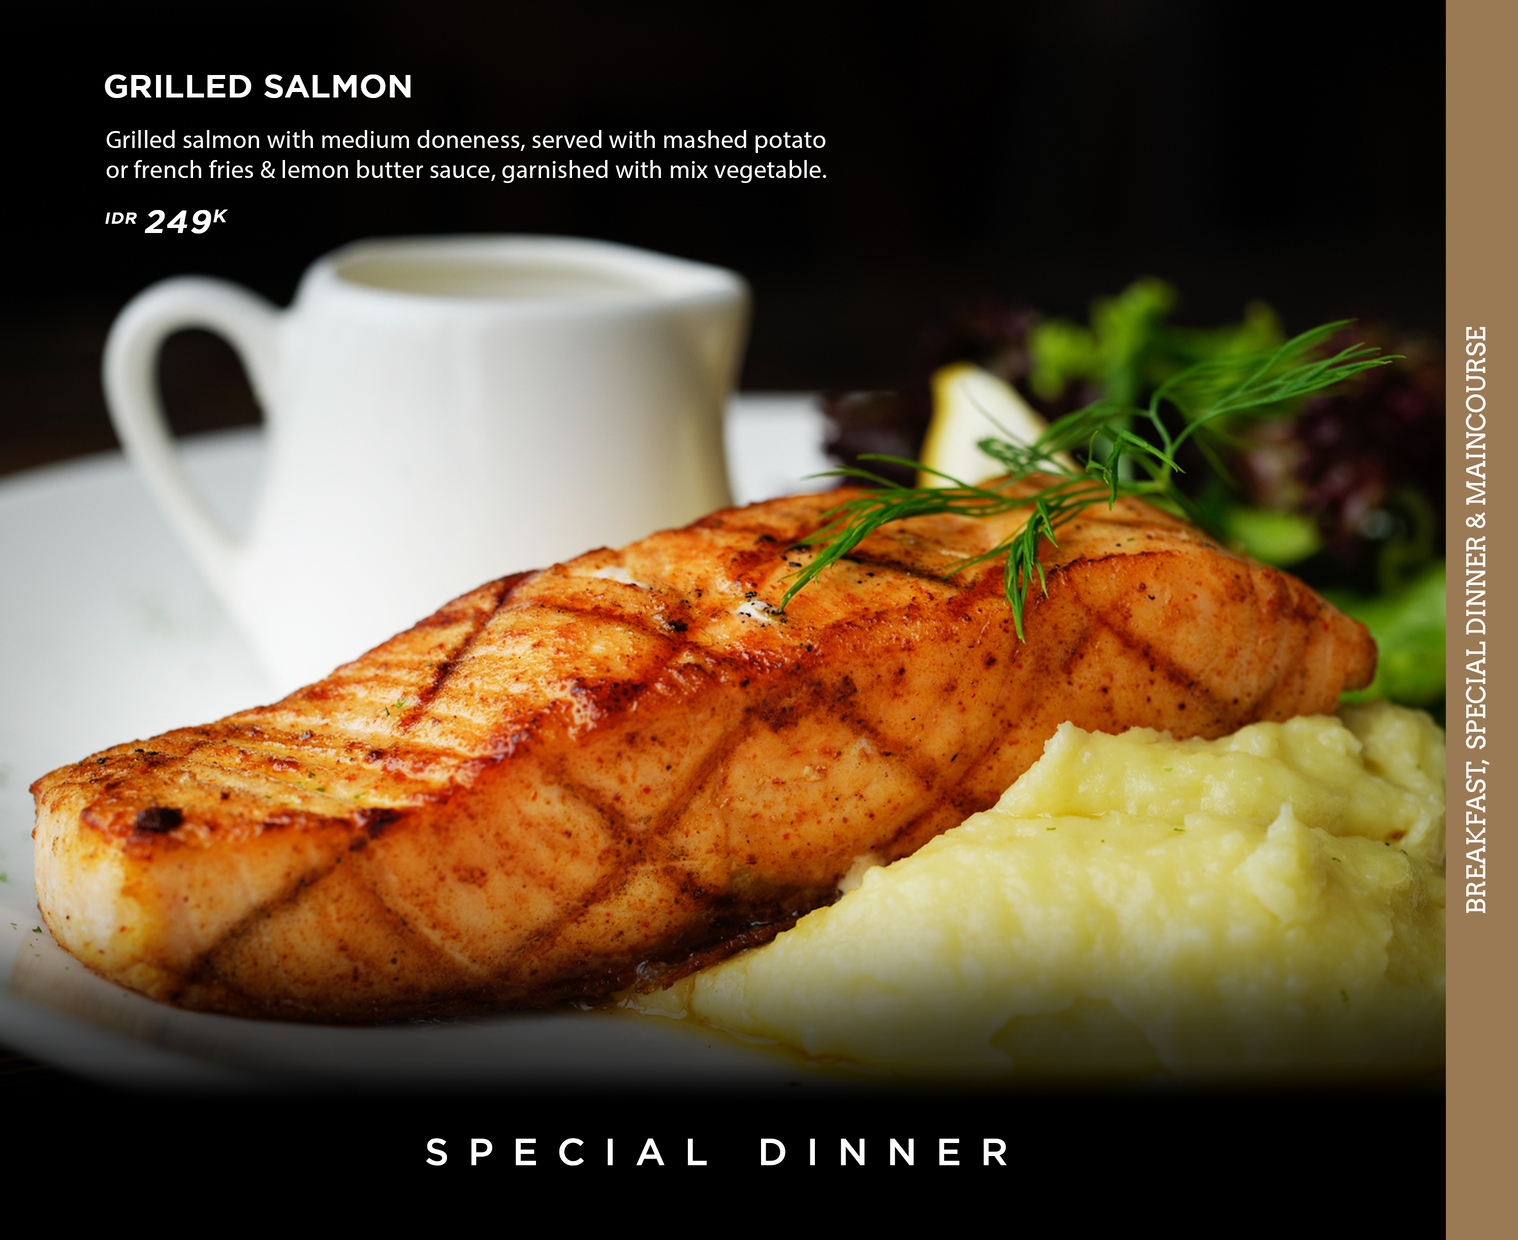 GRILLED SALMON
Grilled salmon with medium doneness, served with mashed potato
or french fries & lemon butter sauce, garnished with mix vegetable.
IDR 249K
BREAKFAST, SPECIAL DINNER & MAINCOURSE
SPECIAL DINNER